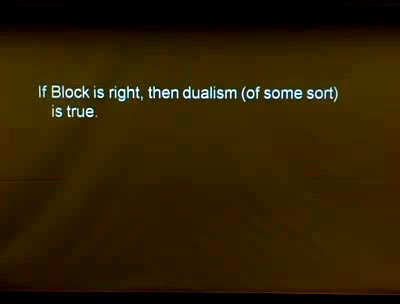 If Block is right, then dualism (of some sort)
is true.